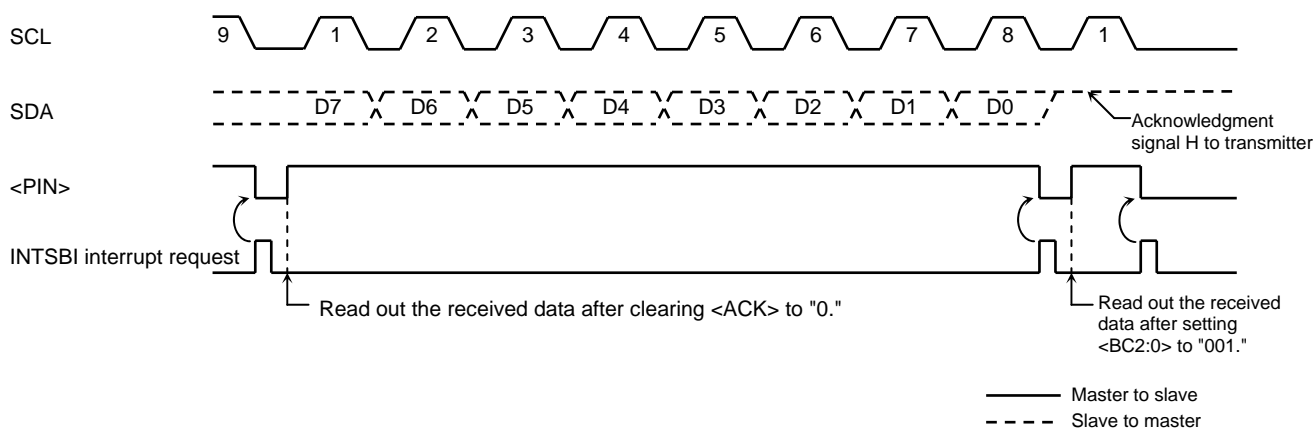 SCL 9 1 2 3 4 5 6 7 8 1
SDA D7 D6 D5 D4 D3 D2 D1 D0
Acknowledgment
signal H to transmitter
<PIN>
INTSBI interrupt request
Read out the received data after clearing <ACK> to "0."
Read out the received
data after setting
<BC2:0> to "001."
Master to slave
Slave to master